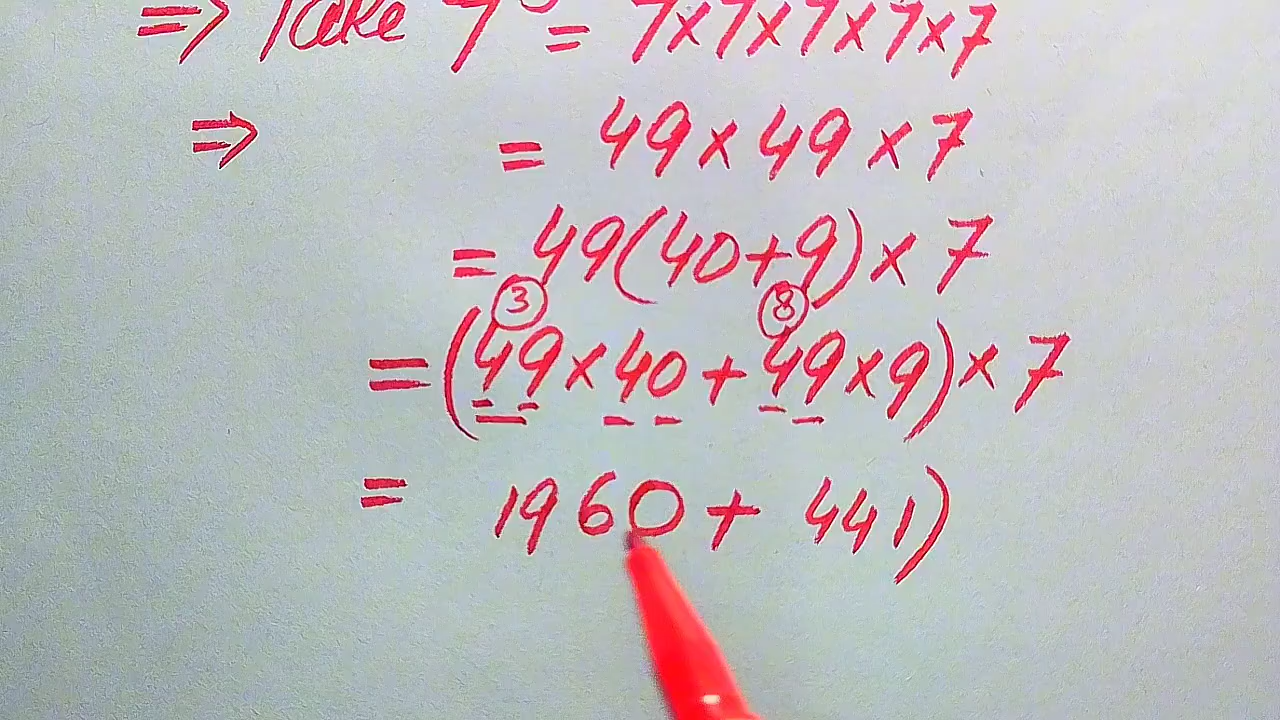 => Take 7 = 7×7×7×7×7
=> = 49×49×7
= 49(40+9)×7
③ ⑧
= (49×40+49×9)×7
= 1960+441)